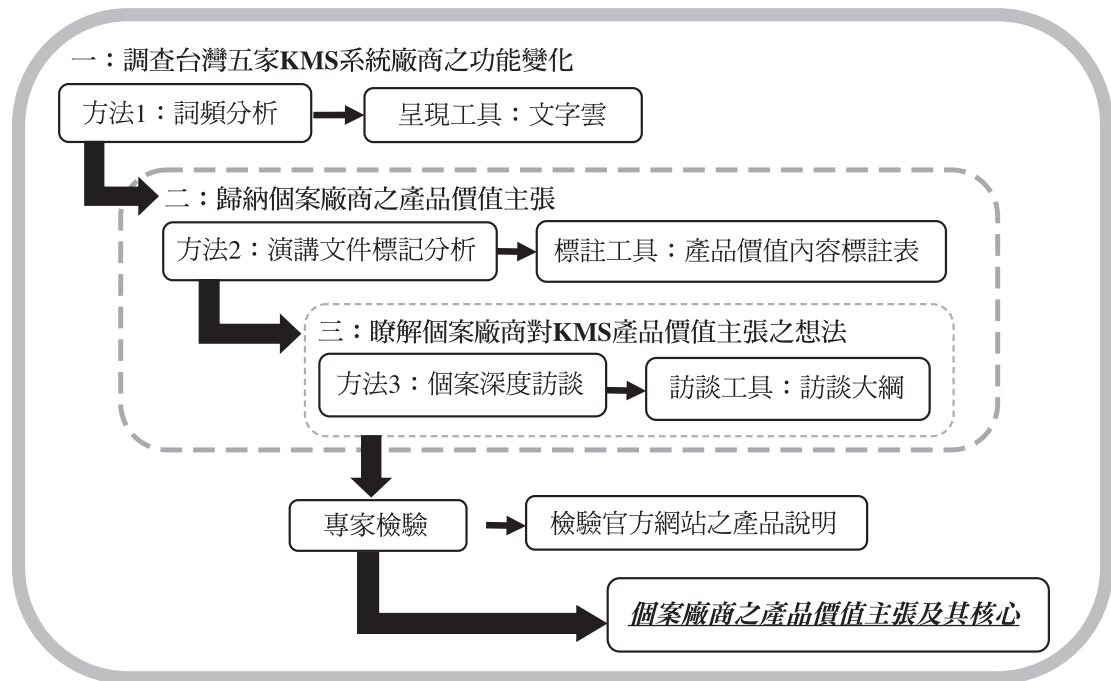 一：調查台灣五家KMS系統廠商之功能變化
方法1：詞頻分析
呈現工具：文字雲
二：歸納個案廠商之產品價值主張
方法2：演講文件標記分析
標註工具：產品價值內容標註表
三：瞭解個案廠商對KMS產品價值主張之想法
方法3：個案深度訪談
訪談工具：訪談大綱
專家檢驗
檢驗官方網站之產品說明
個案廠商之產品價值主張及其核心